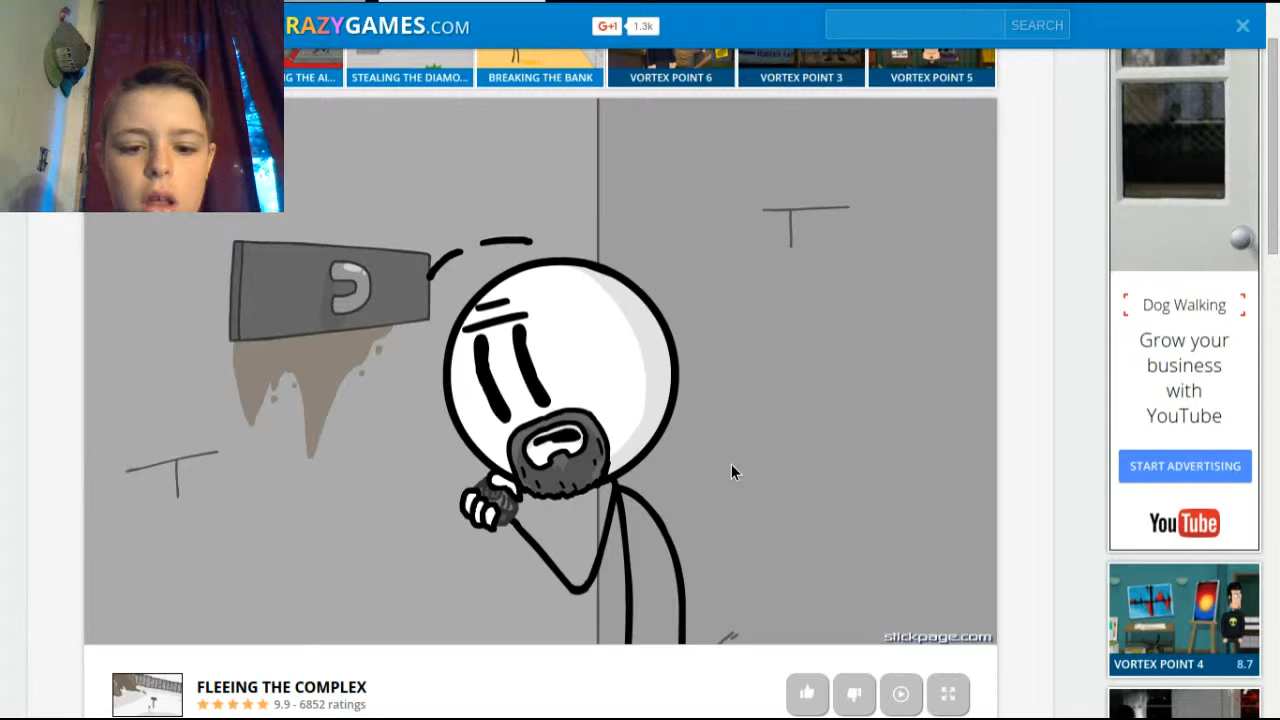 RAZYGAMES.COM
G+1 1.3k
SEARCH
NG THE AI...
STEALING THE DIAMO...
BREAKING THE BANK
VORTEX POINT 6
VORTEX POINT 3
VORTEX POINT 5
Dog Walking
Grow your
business
with
YouTube
START ADVERTISING
YouTube
stickpage.com
VORTEX POINT 4 8.7
FLEEING THE COMPLEX
9.9 - 6852 ratings